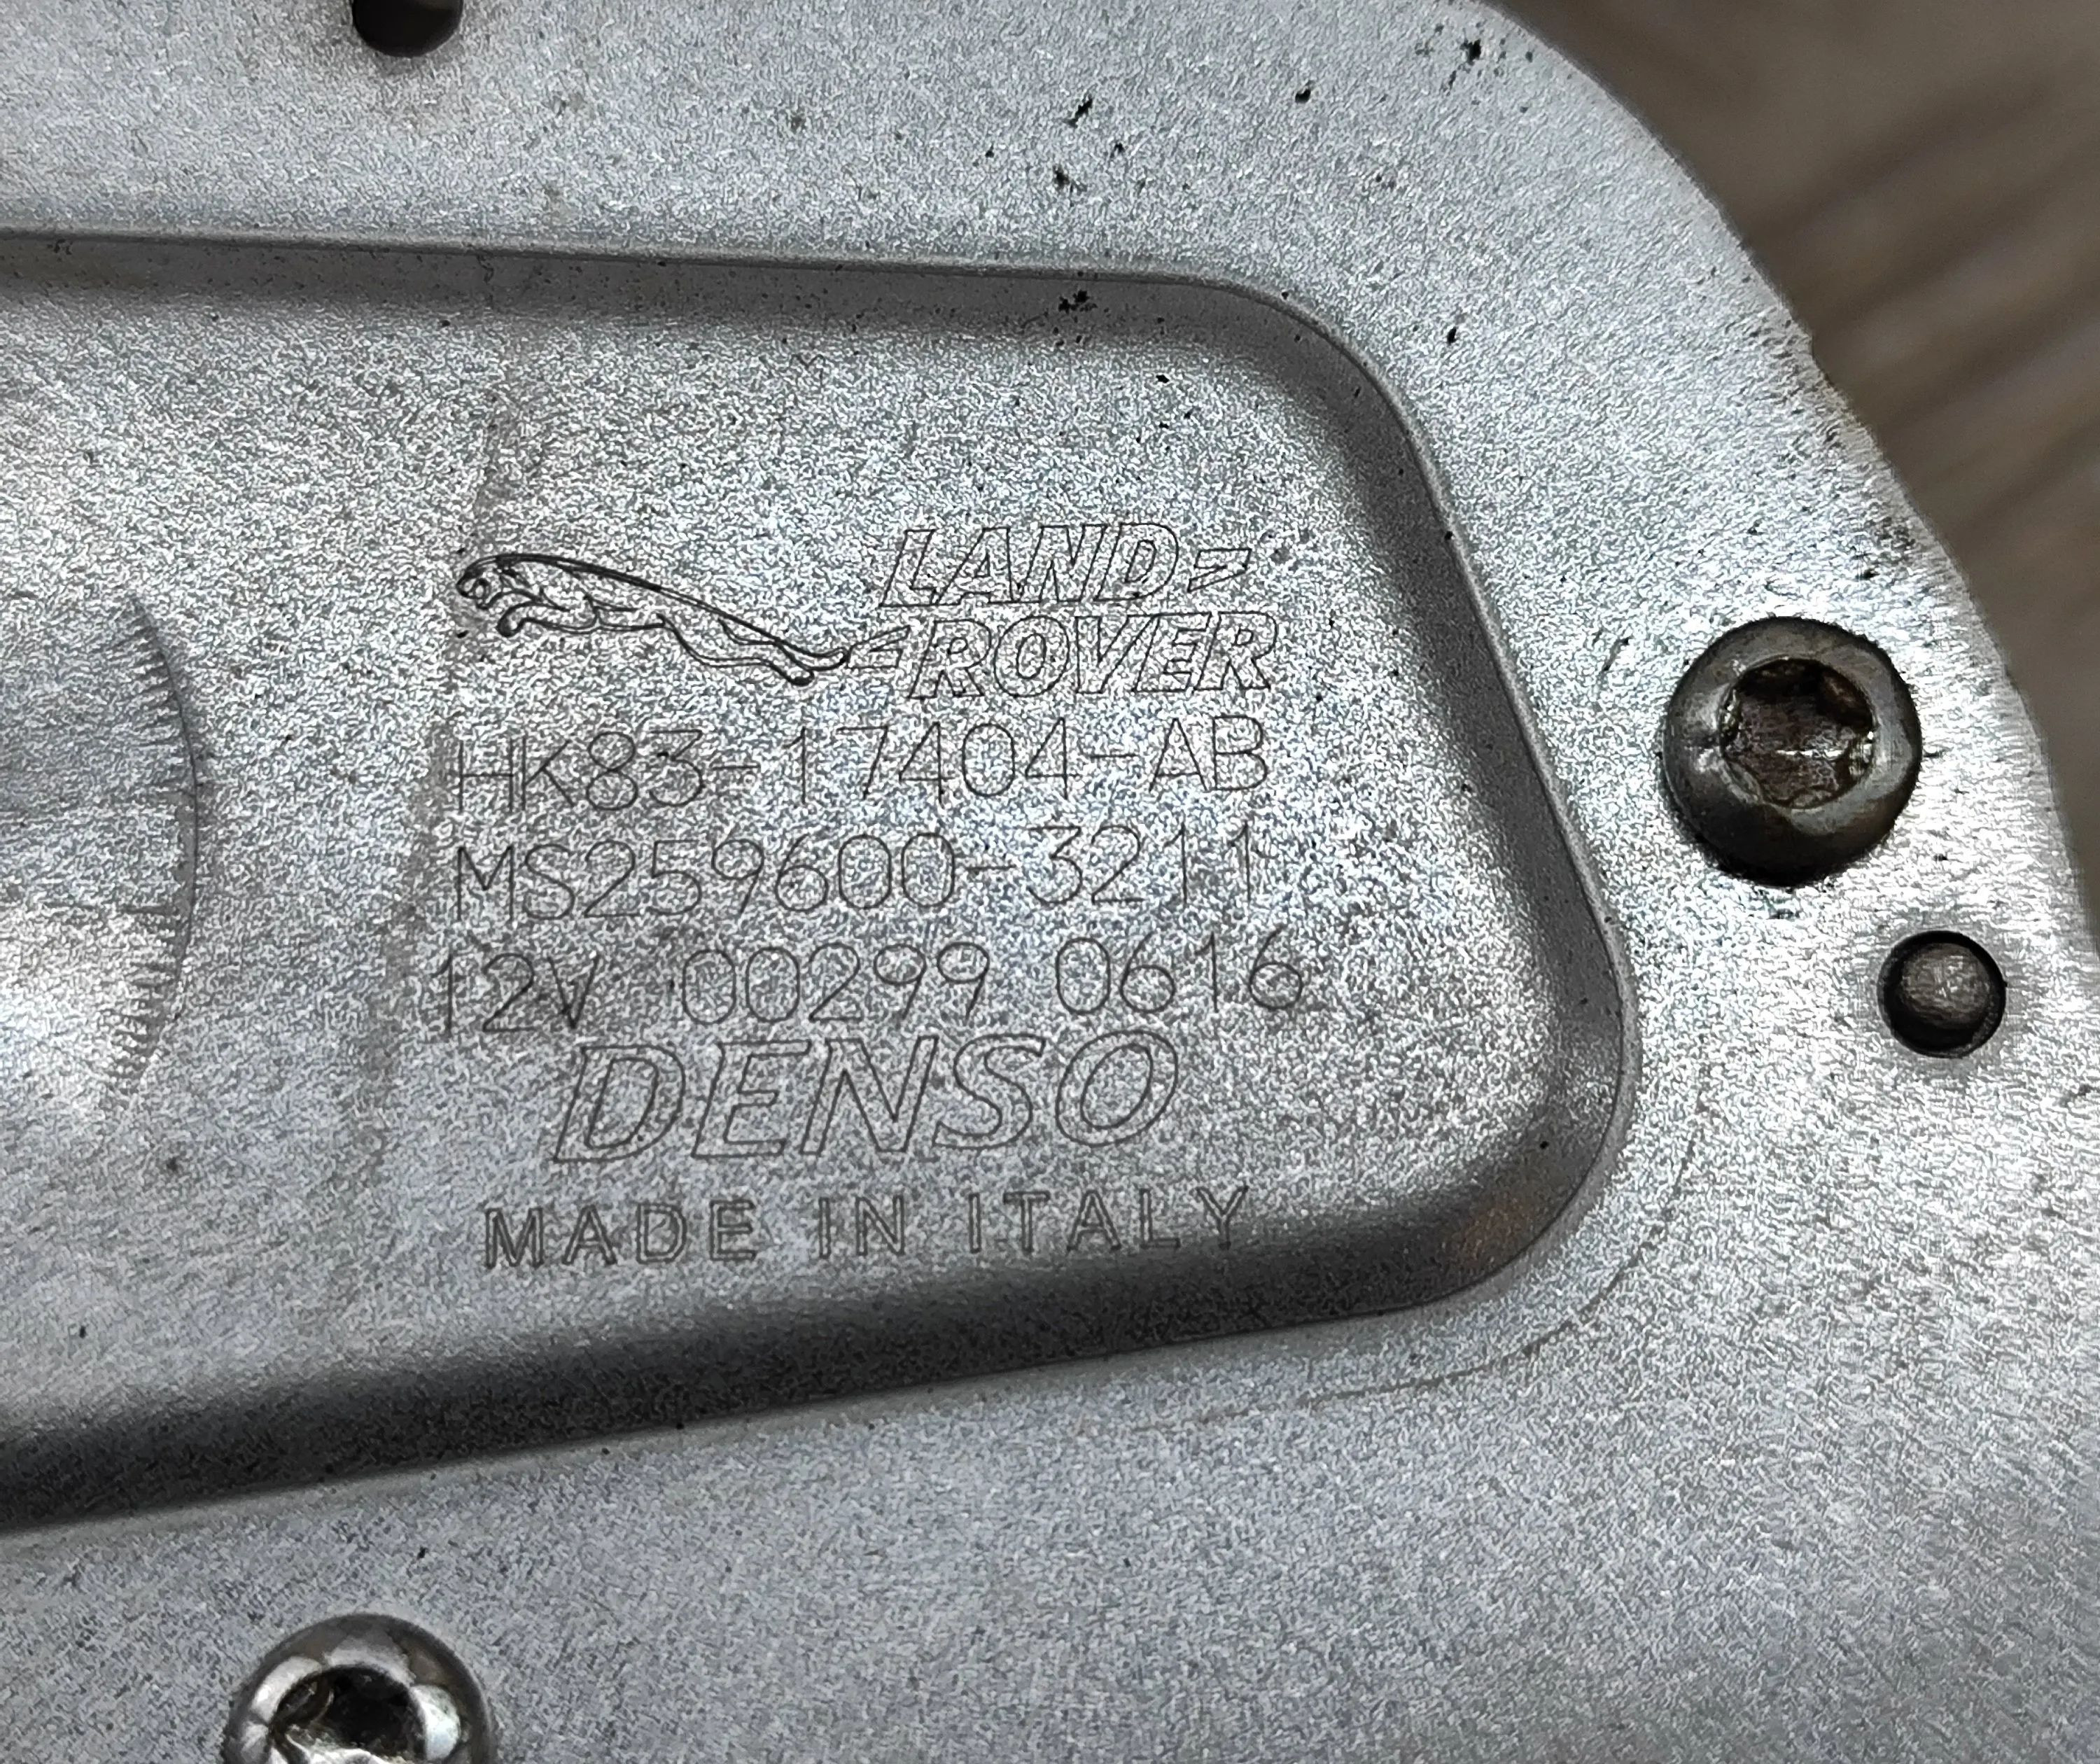 LAND
ROVER
HK83-17404-AB
MS259600-3211
12V 00299 0616
DENSO
MADE IN ITALY